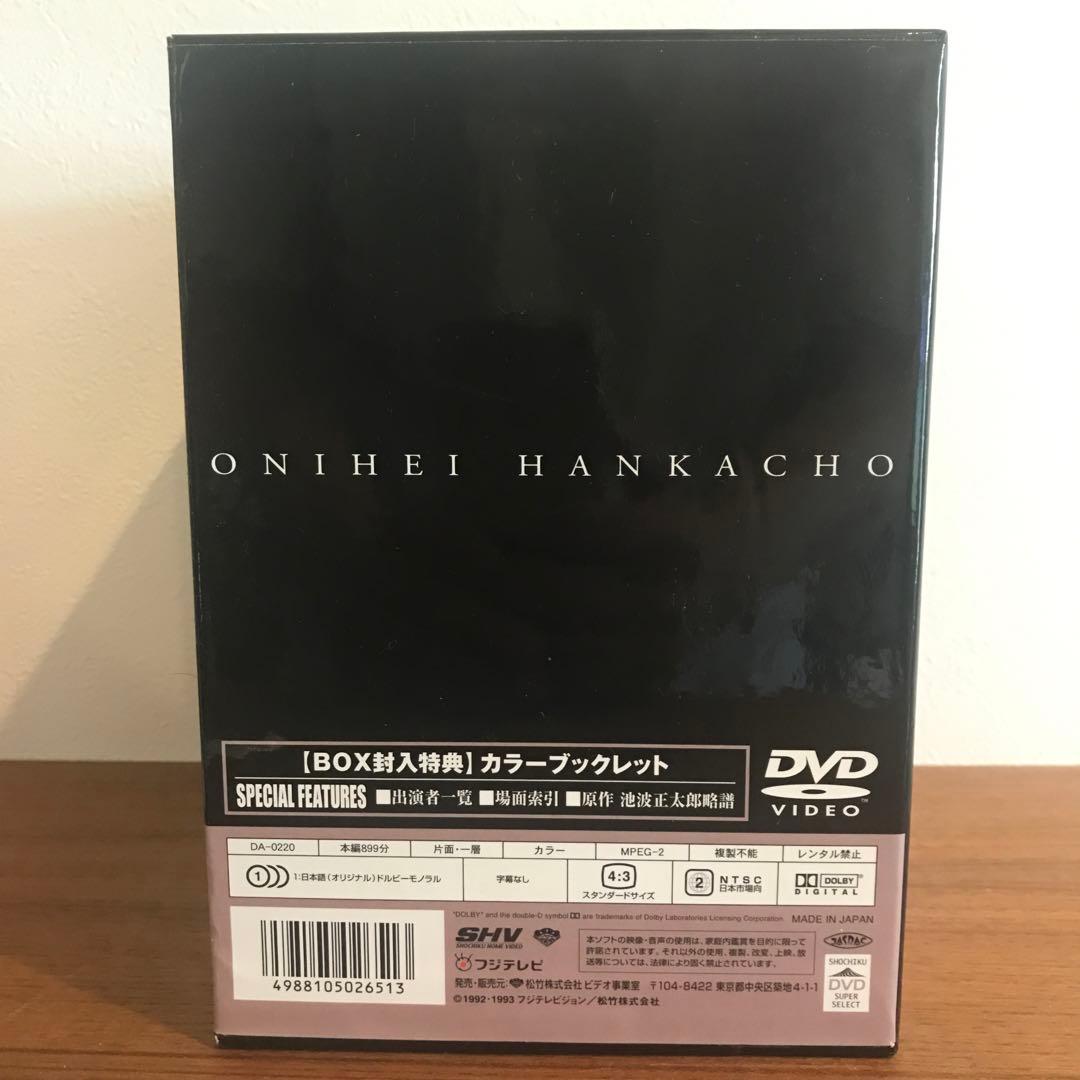 ONIHEI HANKACHO
【BOX封入特典】カラーブックレット
SPECIAL FEATURES ■出演者一覧 ■場面索引 ■原作 池波正太郎略譜
DVD
VIDEO™
DA-0220 本編899分 片面・一層 カラー MPEG-2 複製不能 レンタル禁止
1 1:日本語(オリジナル)ドルビーモノラル
字幕なし
4:3
スタンダードサイズ
2 NTSC
日本市場向
DOLBY
DIGITAL
"DOLBY" and the double-D symbol are trademarks of Dolby Laboratories Licensing Corporation. MADE IN JAPAN
4988105026513
SHV
SHOCHIKU HOME VIDEO
フジテレビ
本ソフトの映像・音声の使用は、家庭内鑑賞を目的に限って
許諾されています。それ以外の使用、複製、改変、上映、放
送等については、法律により固く禁止されています。
JASRAC
SHOCHIKU
DVD
SUPER
SELECT
発売・販売元: 松竹株式会社 ビデオ事業室 〒104-8422 東京都中央区築地4-1-1
©1992・1993 フジテレビジョン/松竹株式会社